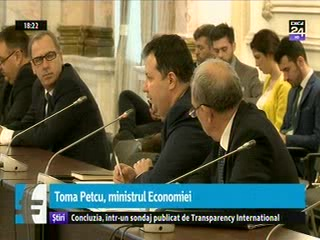 18:22
DIGI 24
Toma Petcu, ministrul Economiei
Știri Concluzia, într-un sondaj publicat de Transparency International